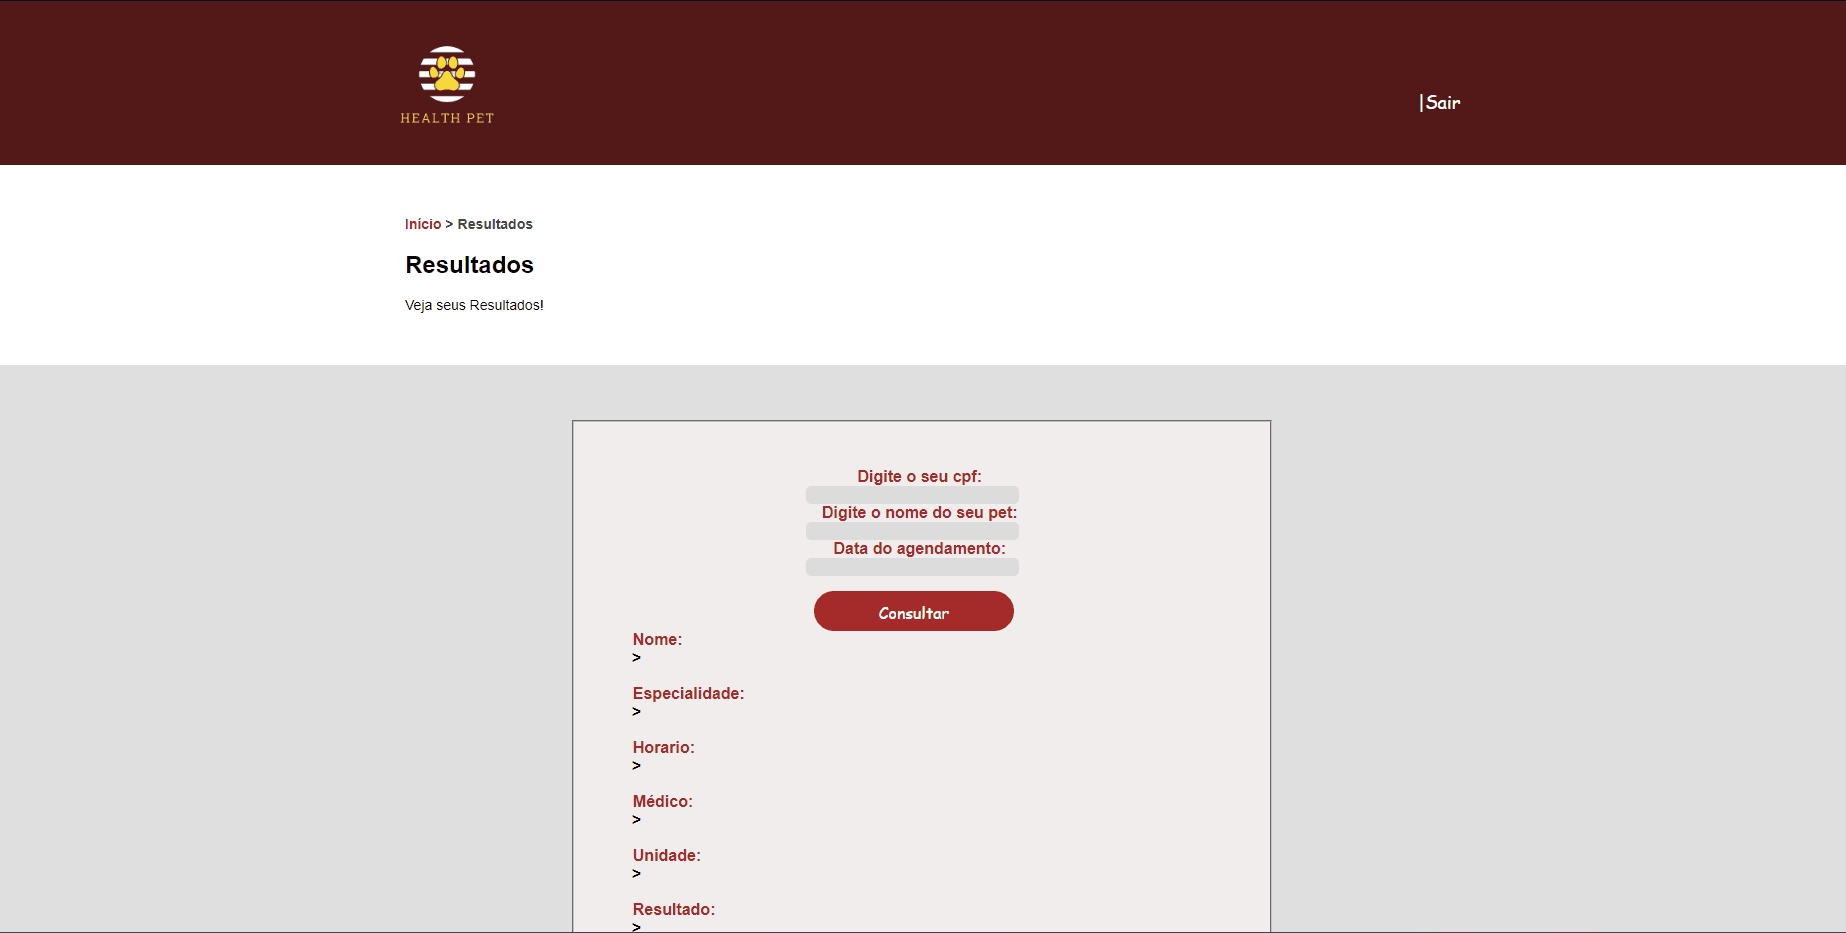 HEALTH PET
|Sair
Início > Resultados
Resultados
Veja seus Resultados!
Digite o seu cpf:
Digite o nome do seu pet:
Data do agendamento:
Consultar
Nome:
>
Especialidade:
>
Horario:
>
Médico:
>
Unidade:
>
Resultado:
>